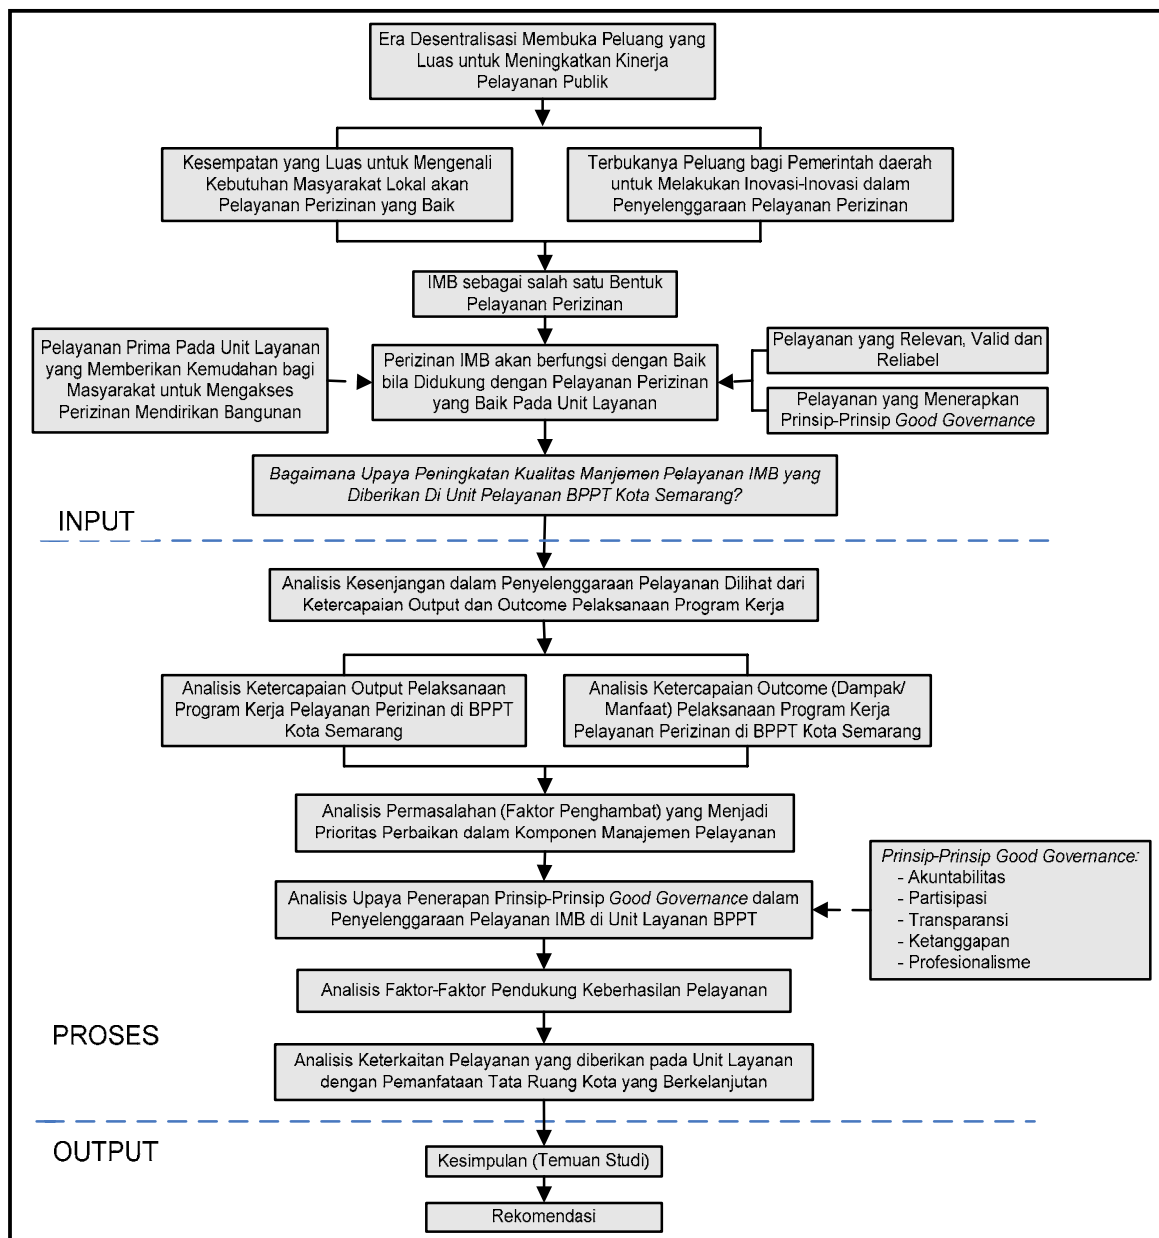 Era Desentralisasi Membuka Peluang yang
Luas untuk Meningkatkan Kinerja
Pelayanan Publik
Kesempatan yang Luas untuk Mengenali
Kebutuhan Masyarakat Lokal akan
Pelayanan Perizinan yang Baik
Terbukanya Peluang bagi Pemerintah daerah
untuk Melakukan Inovasi-Inovasi dalam
Penyelenggaraan Pelayanan Perizinan
IMB sebagai salah satu Bentuk
Pelayanan Perizinan
Pelayanan Prima Pada Unit Layanan
yang Memberikan Kemudahan bagi
Masyarakat untuk Mengakses
Perizinan Mendirikan Bangunan
Perizinan IMB akan berfungsi dengan Baik
bila Didukung dengan Pelayanan Perizinan
yang Baik Pada Unit Layanan
Pelayanan yang Relevan, Valid dan
Reliabel
Pelayanan yang Menerapkan
Prinsip-Prinsip Good Governance
Bagaimana Upaya Peningkatan Kualitas Manjemen Pelayanan IMB yang
Diberikan Di Unit Pelayanan BPPT Kota Semarang?
INPUT
Analisis Kesenjangan dalam Penyelenggaraan Pelayanan Dilihat dari
Ketercapaian Output dan Outcome Pelaksanaan Program Kerja
Analisis Ketercapaian Output Pelaksanaan
Program Kerja Pelayanan Perizinan di BPPT
Kota Semarang
Analisis Ketercapaian Outcome (Dampak/
Manfaat) Pelaksanaan Program Kerja
Pelayanan Perizinan di BPPT Kota Semarang
Analisis Permasalahan (Faktor Penghambat) yang Menjadi
Prioritas Perbaikan dalam Komponen Manajemen Pelayanan
Analisis Upaya Penerapan Prinsip-Prinsip Good Governance dalam
Penyelenggaraan Pelayanan IMB di Unit Layanan BPPT
Prinsip-Prinsip Good Governance:
- Akuntabilitas
- Partisipasi
- Transparansi
- Ketanggapan
- Profesionalisme
Analisis Faktor-Faktor Pendukung Keberhasilan Pelayanan
PROSES
Analisis Keterkaitan Pelayanan yang diberikan pada Unit Layanan
dengan Pemanfataan Tata Ruang Kota yang Berkelanjutan
OUTPUT
Kesimpulan (Temuan Studi)
Rekomendasi